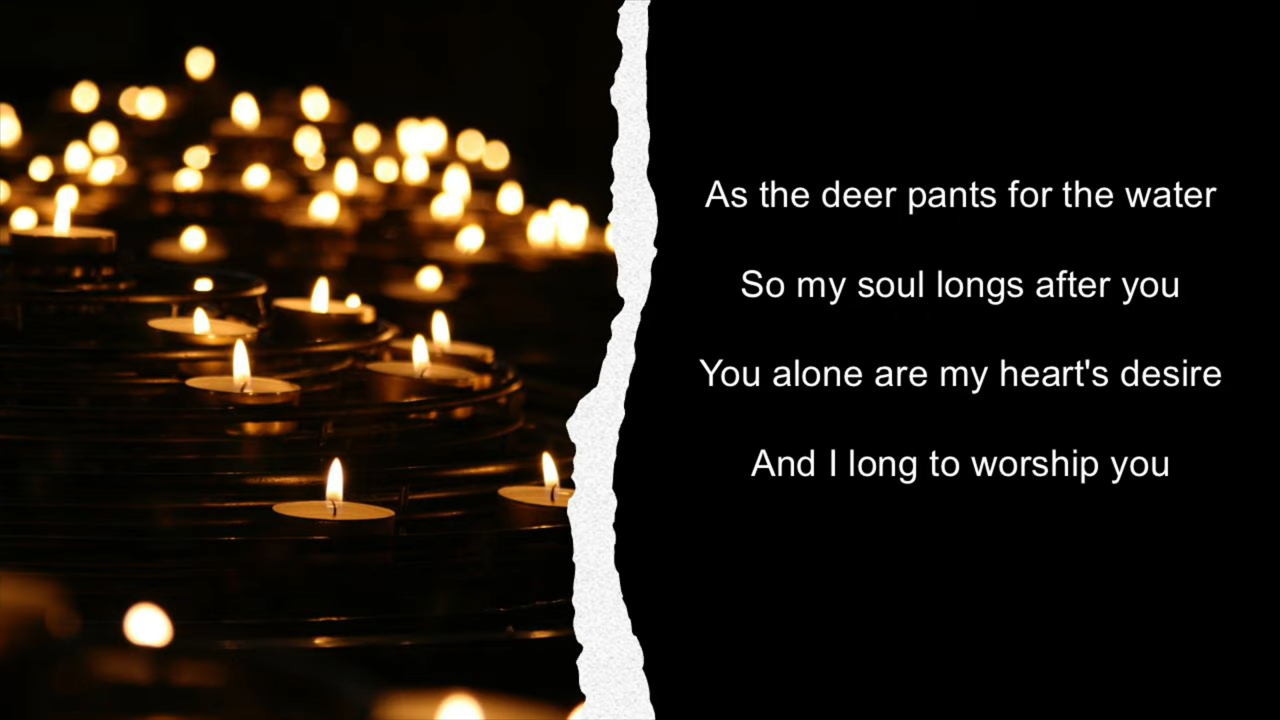 As the deer pants for the water
So my soul longs after you
You alone are my heart's desire
And I long to worship you